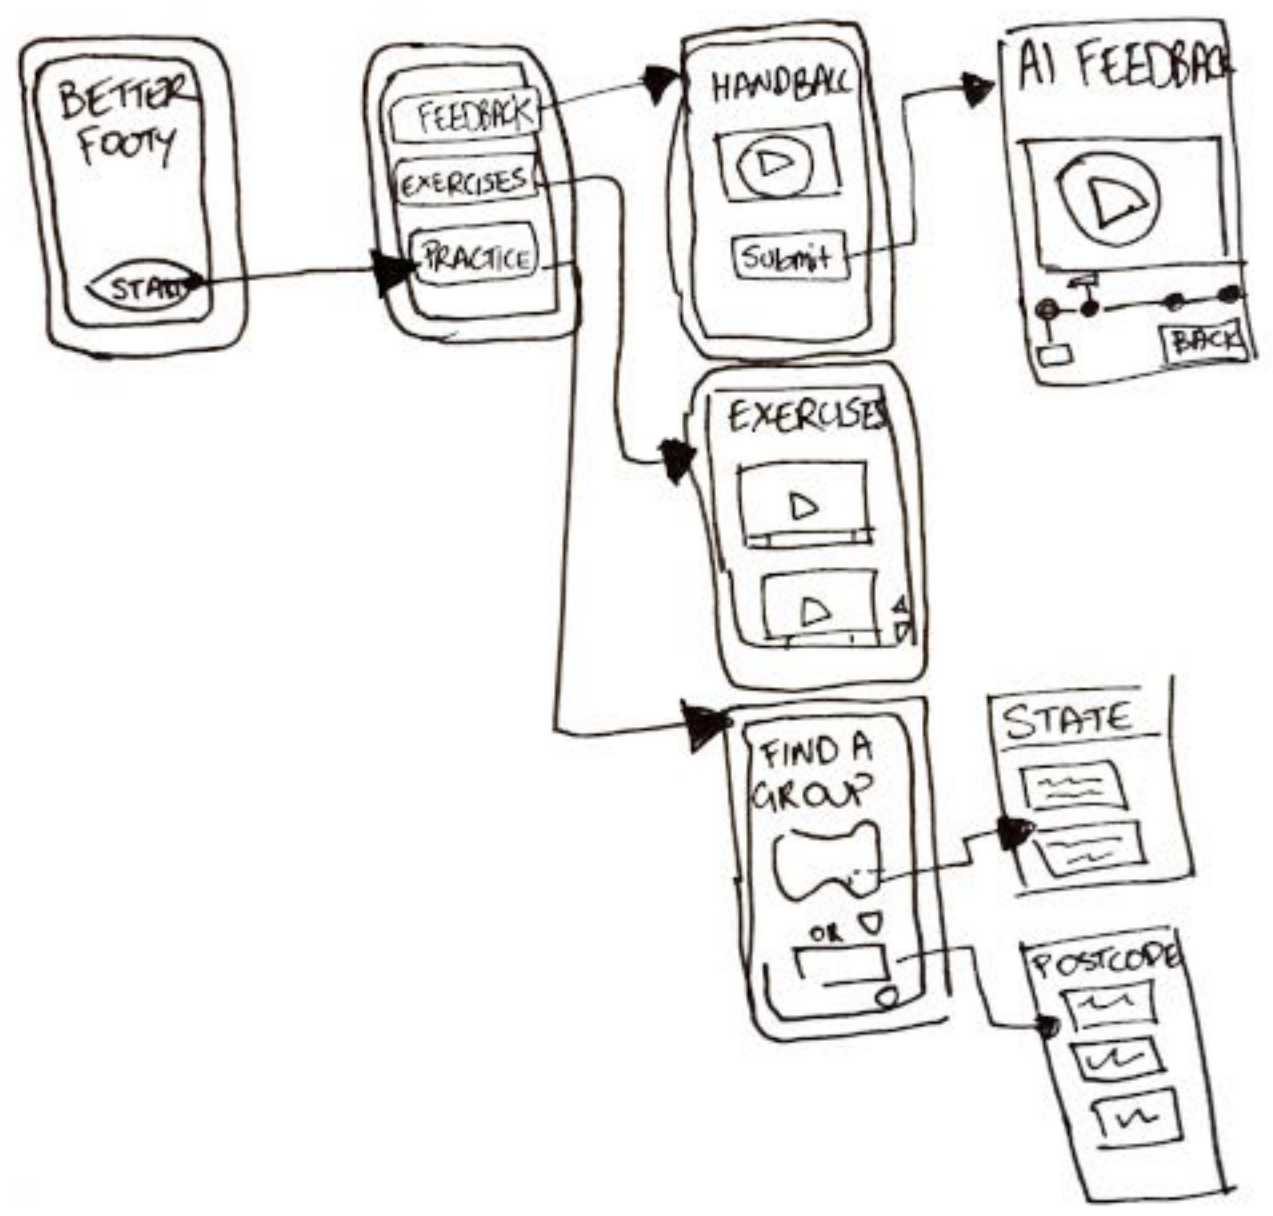 BETTER
FOOTY
START
FEEDBACK
EXERCISES
PRACTICE
HANDBALL
Submit
AI FEEDBACK
BACK
EXERCISES
FIND A
GROUP
OR
STATE
POSTCODE